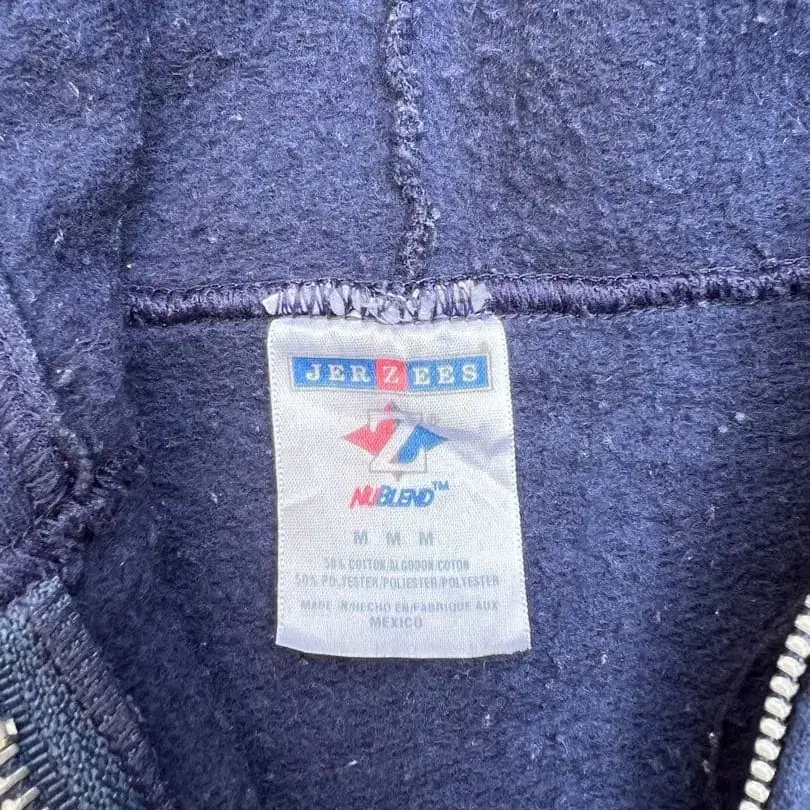 JERZEES
Z
NUBLEND™
M M M
50% COTTON/ALGODON/COTON
50% POLYESTER/POLIESTER/POLYESTER
MADE IN/HECHO EN/FABRIQUE AUX
MEXICO